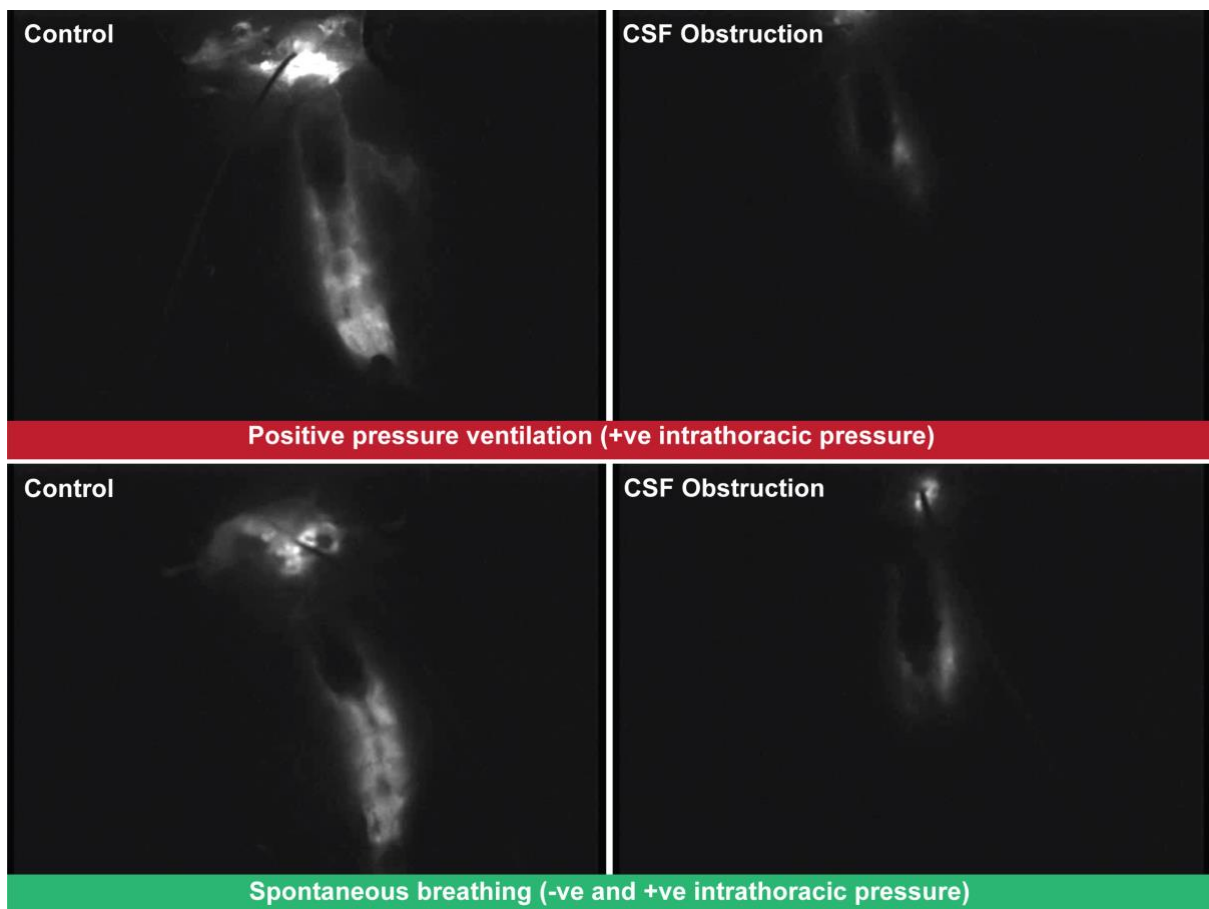 Control
CSF Obstruction
Positive pressure ventilation (+ve intrathoracic pressure)
Control
CSF Obstruction
Spontaneous breathing (-ve and +ve intrathoracic pressure)